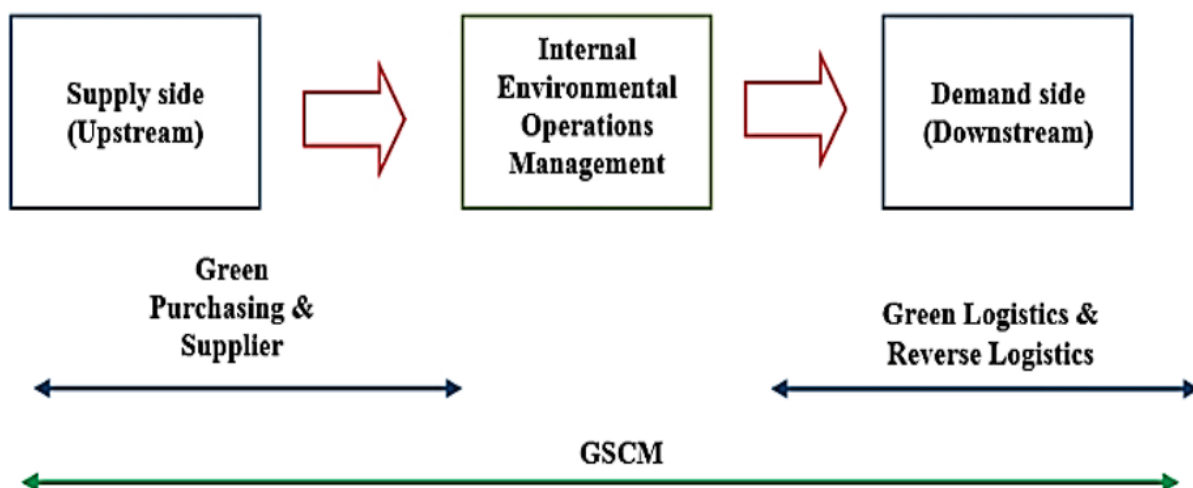 Supply side
(Upstream)
Internal
Environmental
Operations
Management
Demand side
(Downstream)
Green
Purchasing &
Supplier
Green Logistics &
Reverse Logistics
GSCM